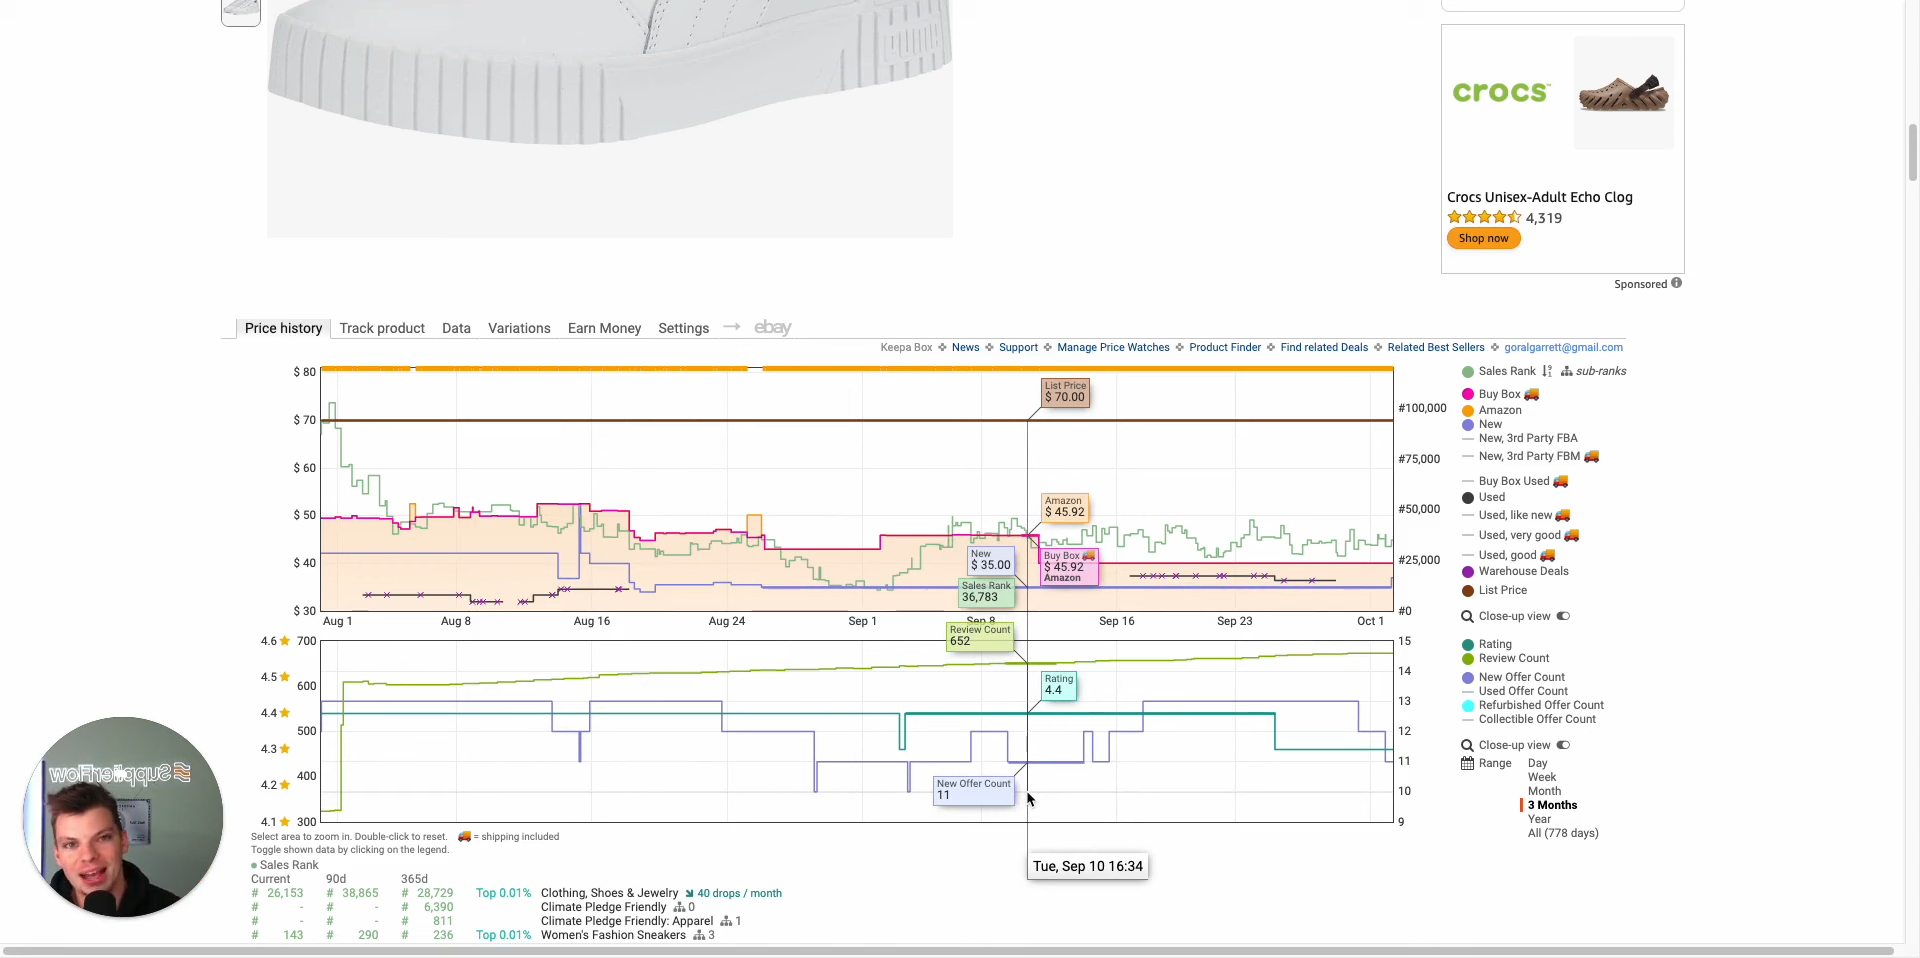 crocs™
Crocs Unisex-Adult Echo Clog
4,319
Shop now
Sponsored
Price history Track product Data Variations Earn Money Settings → ebay
Keepa Box News Support Manage Price Watches Product Finder Find related Deals Related Best Sellers goralgarrett@gmail.com
$ 80
$ 70
$ 60
$ 50
$ 40
$ 30
List Price
$ 70.00
Amazon
$ 45.92
New
$ 35.00
Buy Box
$ 45.92
Amazon
Sales Rank
36,783
#100,000
#75,000
#50,000
#25,000
#0
Aug 1 Aug 8 Aug 16 Aug 24 Sep 1 Sep 8 Sep 16 Sep 23 Oct 1
Sales Rank sub-ranks
Buy Box
Amazon
New
New, 3rd Party FBA
New, 3rd Party FBM
Buy Box Used
Used
Used, like new
Used, very good
Used, good
Warehouse Deals
List Price
Close-up view
4.6 700
4.5 600
4.4 500
4.3 400
4.2
4.1 300
Review Count
652
Rating
4.4
New Offer Count
11
15
14
13
12
11
10
9
Rating
Review Count
New Offer Count
Used Offer Count
Refurbished Offer Count
Collectible Offer Count
Close-up view
Range Day
Week
Month
3 Months
Year
All (778 days)
Tue, Sep 10 16:34
SupplierFlow
Select area to zoom in. Double-click to reset. = shipping included
Toggle shown data by clicking on the legend.
Sales Rank
Current 90d 365d
# 26,153 # 38,865 # 28,729 Top 0.01% Clothing, Shoes & Jewelry 40 drops / month
# - # - # 6,390 Climate Pledge Friendly 0
# - # - # 811 Climate Pledge Friendly: Apparel 1
# 143 # 290 # 236 Top 0.01% Women's Fashion Sneakers 3